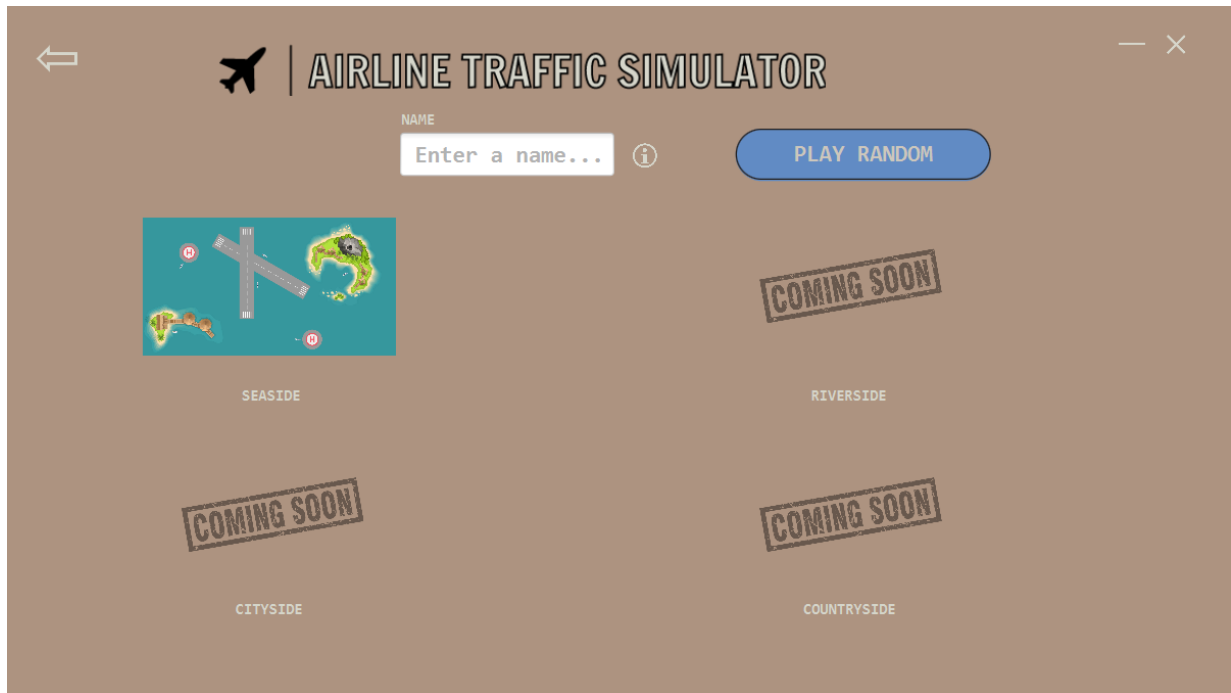 AIRLINE TRAFFIC SIMULATOR
NAME
Enter a name...
PLAY RANDOM
H
H
SEASIDE
COMING SOON
RIVERSIDE
COMING SOON
CITYSIDE
COMING SOON
COUNTRYSIDE